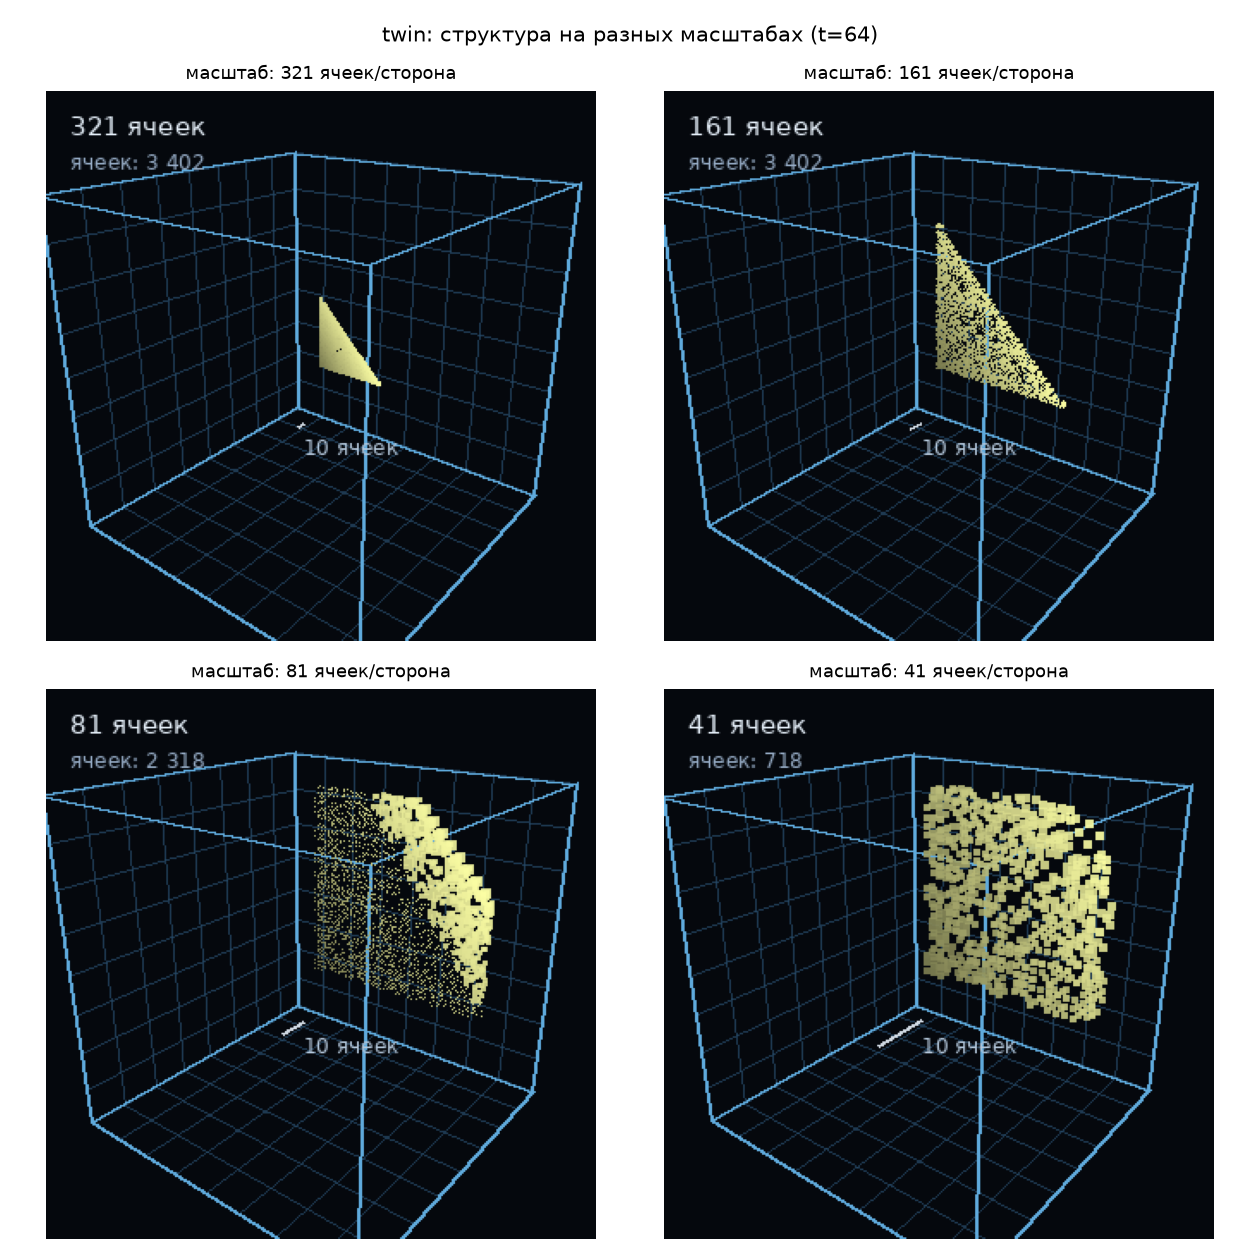 twin: структура на разных масштабах (t=64)
масштаб: 321 ячеек/сторона
321 ячеек
ячеек: 3 402
10 ячеек
масштаб: 161 ячеек/сторона
161 ячеек
ячеек: 3 402
10 ячеек
масштаб: 81 ячеек/сторона
81 ячеек
ячеек: 2 318
10 ячеек
масштаб: 41 ячеек/сторона
41 ячеек
ячеек: 718
10 ячеек